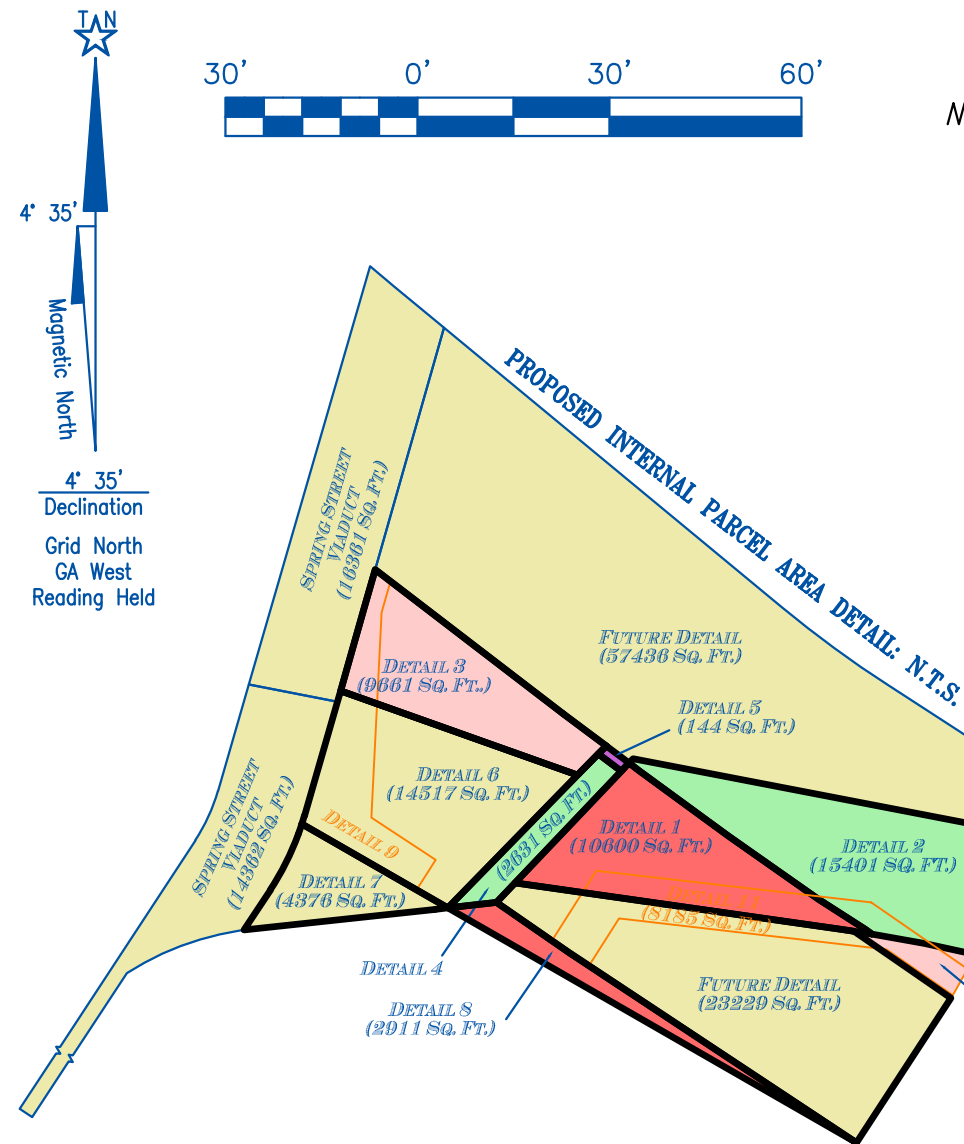 T N
30' 0' 30' 60'
N
4° 35'
Magnetic North
4° 35'
Declination
Grid North
GA West
Reading Held
PROPOSED INTERNAL PARCEL AREA DETAIL: N.T.S.
SPRING STREET
VIADUCT
(16361 SQ. FT.)
FUTURE DETAIL
(57436 SQ. FT.)
DETAIL 3
(9661 SQ. FT..)
DETAIL 5
(144 SQ. FT.)
DETAIL 6
(14517 SQ. FT.)
(2631 SQ. FT.)
DETAIL 1
(10600 SQ. FT.)
DETAIL 2
(15401 SQ. FT.)
SPRING STREET
VIADUCT
(14362 SQ. FT.)
DETAIL 9
DETAIL 7
(4376 SQ. FT.)
(8185 SQ. FT.)
DETAIL 4
FUTURE DETAIL
(23229 SQ. FT.)
DETAIL 8
(2911 SQ. FT.)